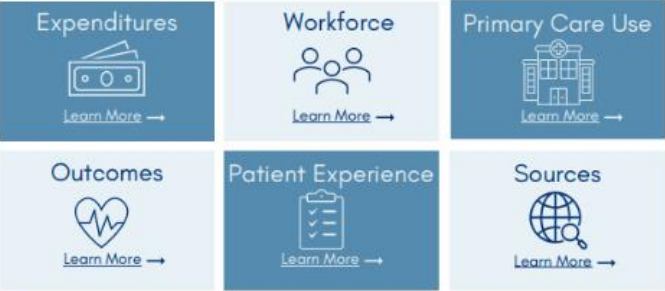 Expenditures
Learn More →
Workforce
Learn More →
Primary Care Use
Learn More →
Outcomes
Learn More →
Patient Experience
Learn More →
Sources
Learn More →